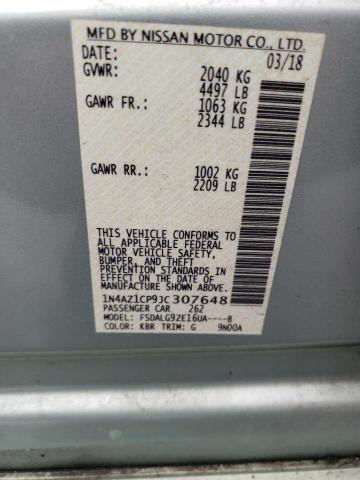 MFD BY NISSAN MOTOR CO., LTD.
DATE: 03/18
GVWR: 2040 KG
4497 LB
GAWR FR.: 1063 KG
2344 LB
GAWR RR.: 1002 KG
2209 LB
THIS VEHICLE CONFORMS TO
ALL APPLICABLE FEDERAL
MOTOR VEHICLE SAFETY,
BUMPER, AND THEFT
PREVENTION STANDARDS IN
EFFECT ON THE DATE OF
MANUFACTURE SHOWN ABOVE.
1N4AZ1CP9JC307648
PASSENGER CAR 262
MODEL: FSDALG9ZE16UA----B
COLOR: KBR TRIM: G 9N00A